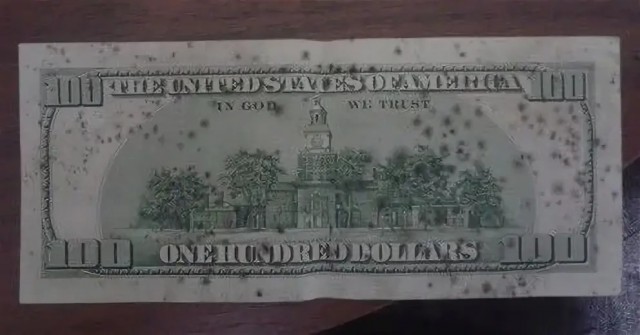 100 THE UNITED STATES OF AMERICA 100
IN GOD WE TRUST
100 ONE HUNDRED DOLLARS 100